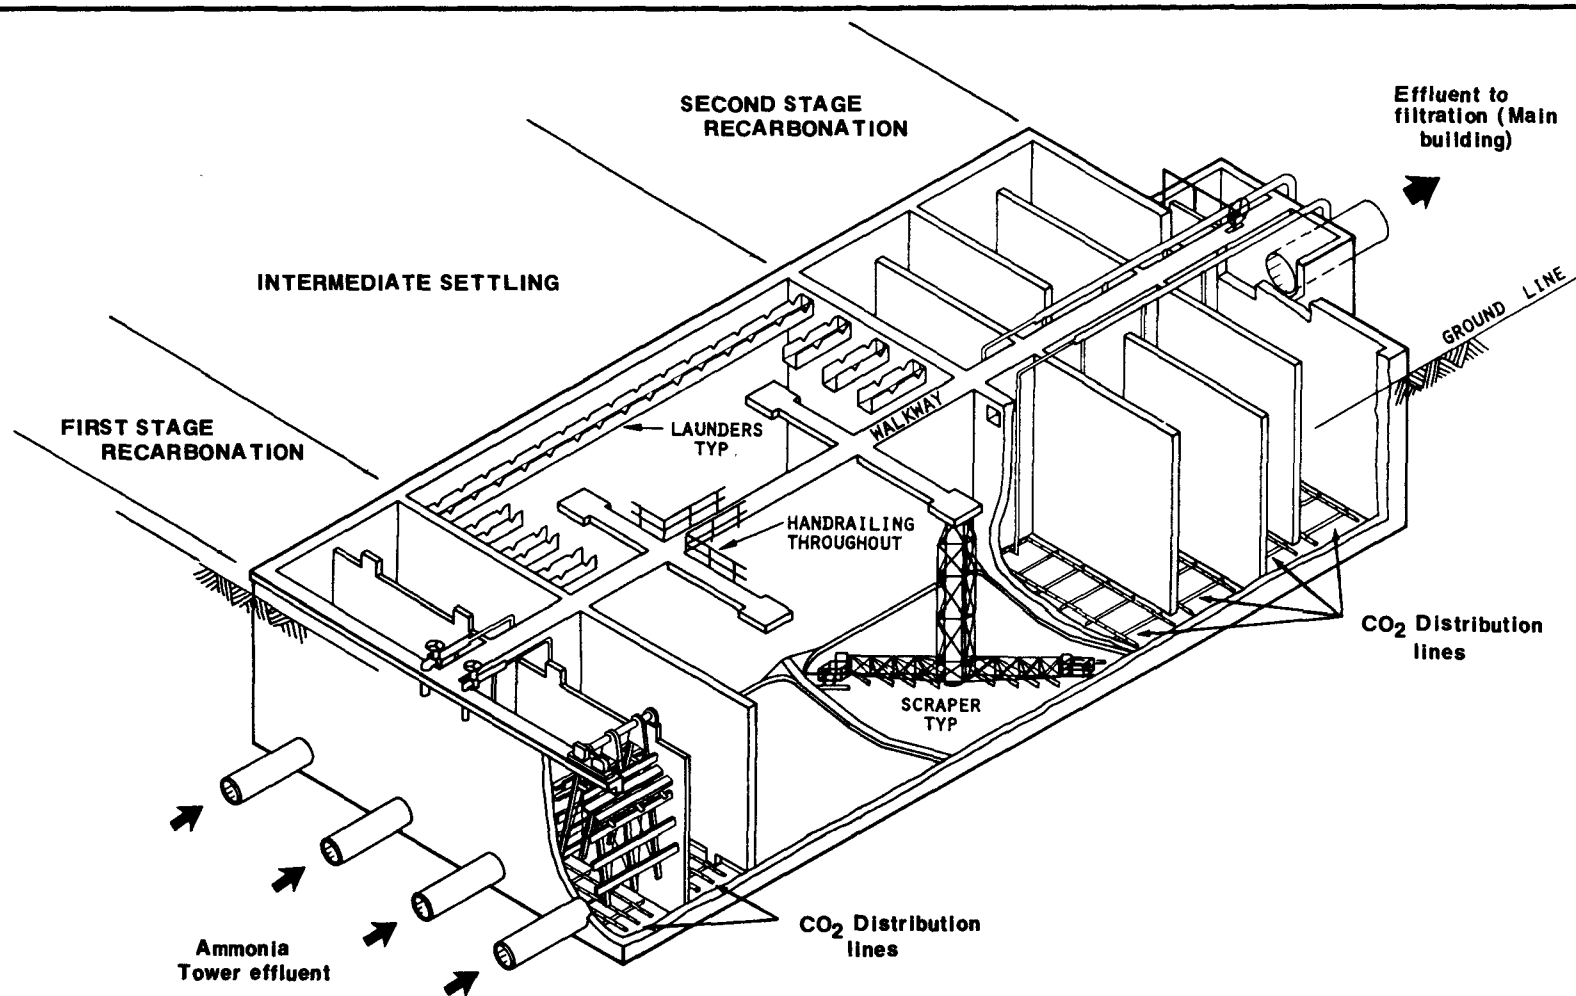 SECOND STAGE
RECARBONATION
Effluent to
filtration (Main
building)
INTERMEDIATE SETTLING
GROUND LINE
FIRST STAGE
RECARBONATION
LAUNDERS
TYP
WALKWAY
HANDRAILING
THROUGHOUT
CO2 Distribution
lines
SCRAPER
TYP
CO2 Distribution
lines
Ammonia
Tower effluent